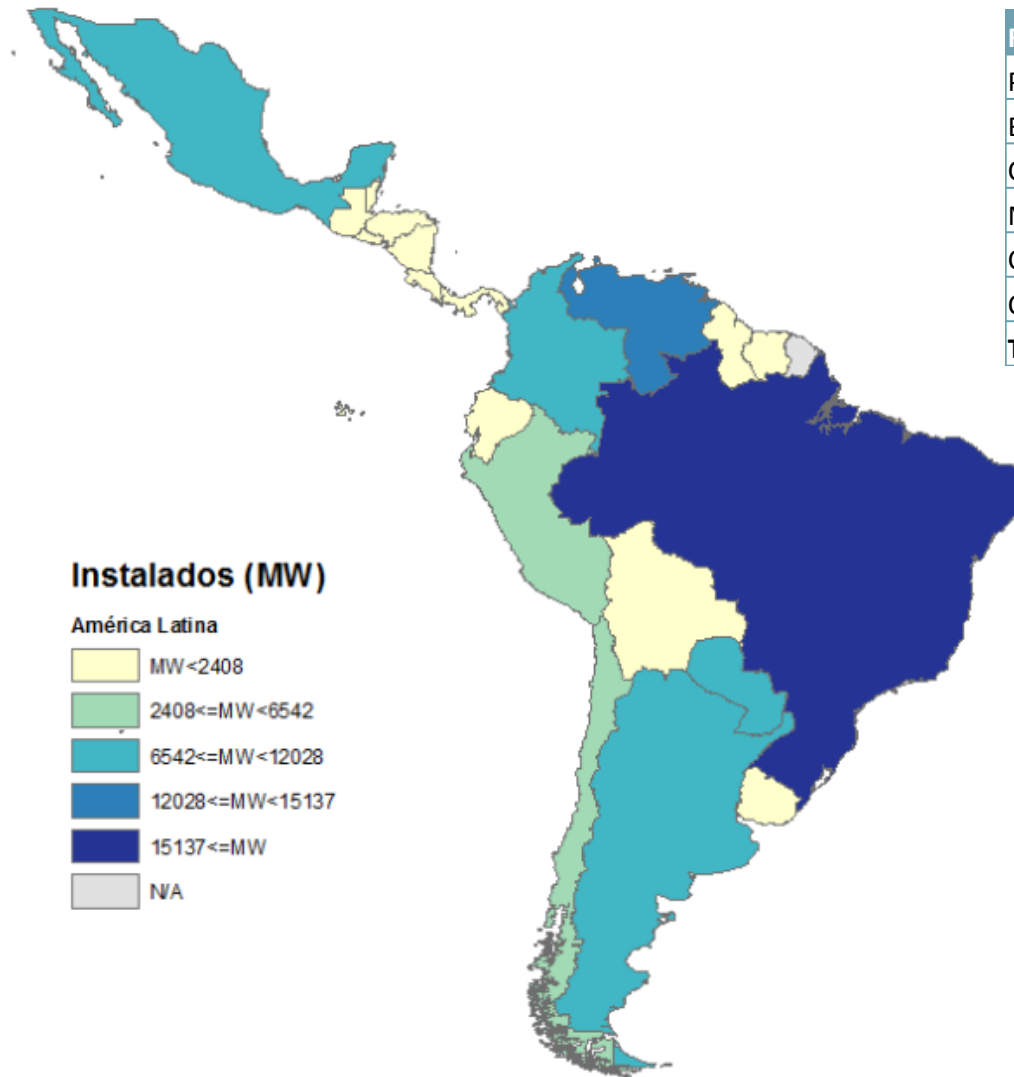 Instalados (MW)
América Latina
MW<2408
2408<=MW<6542
6542<=MW<12028
12028<=MW<15137
15137<=MW
N/A